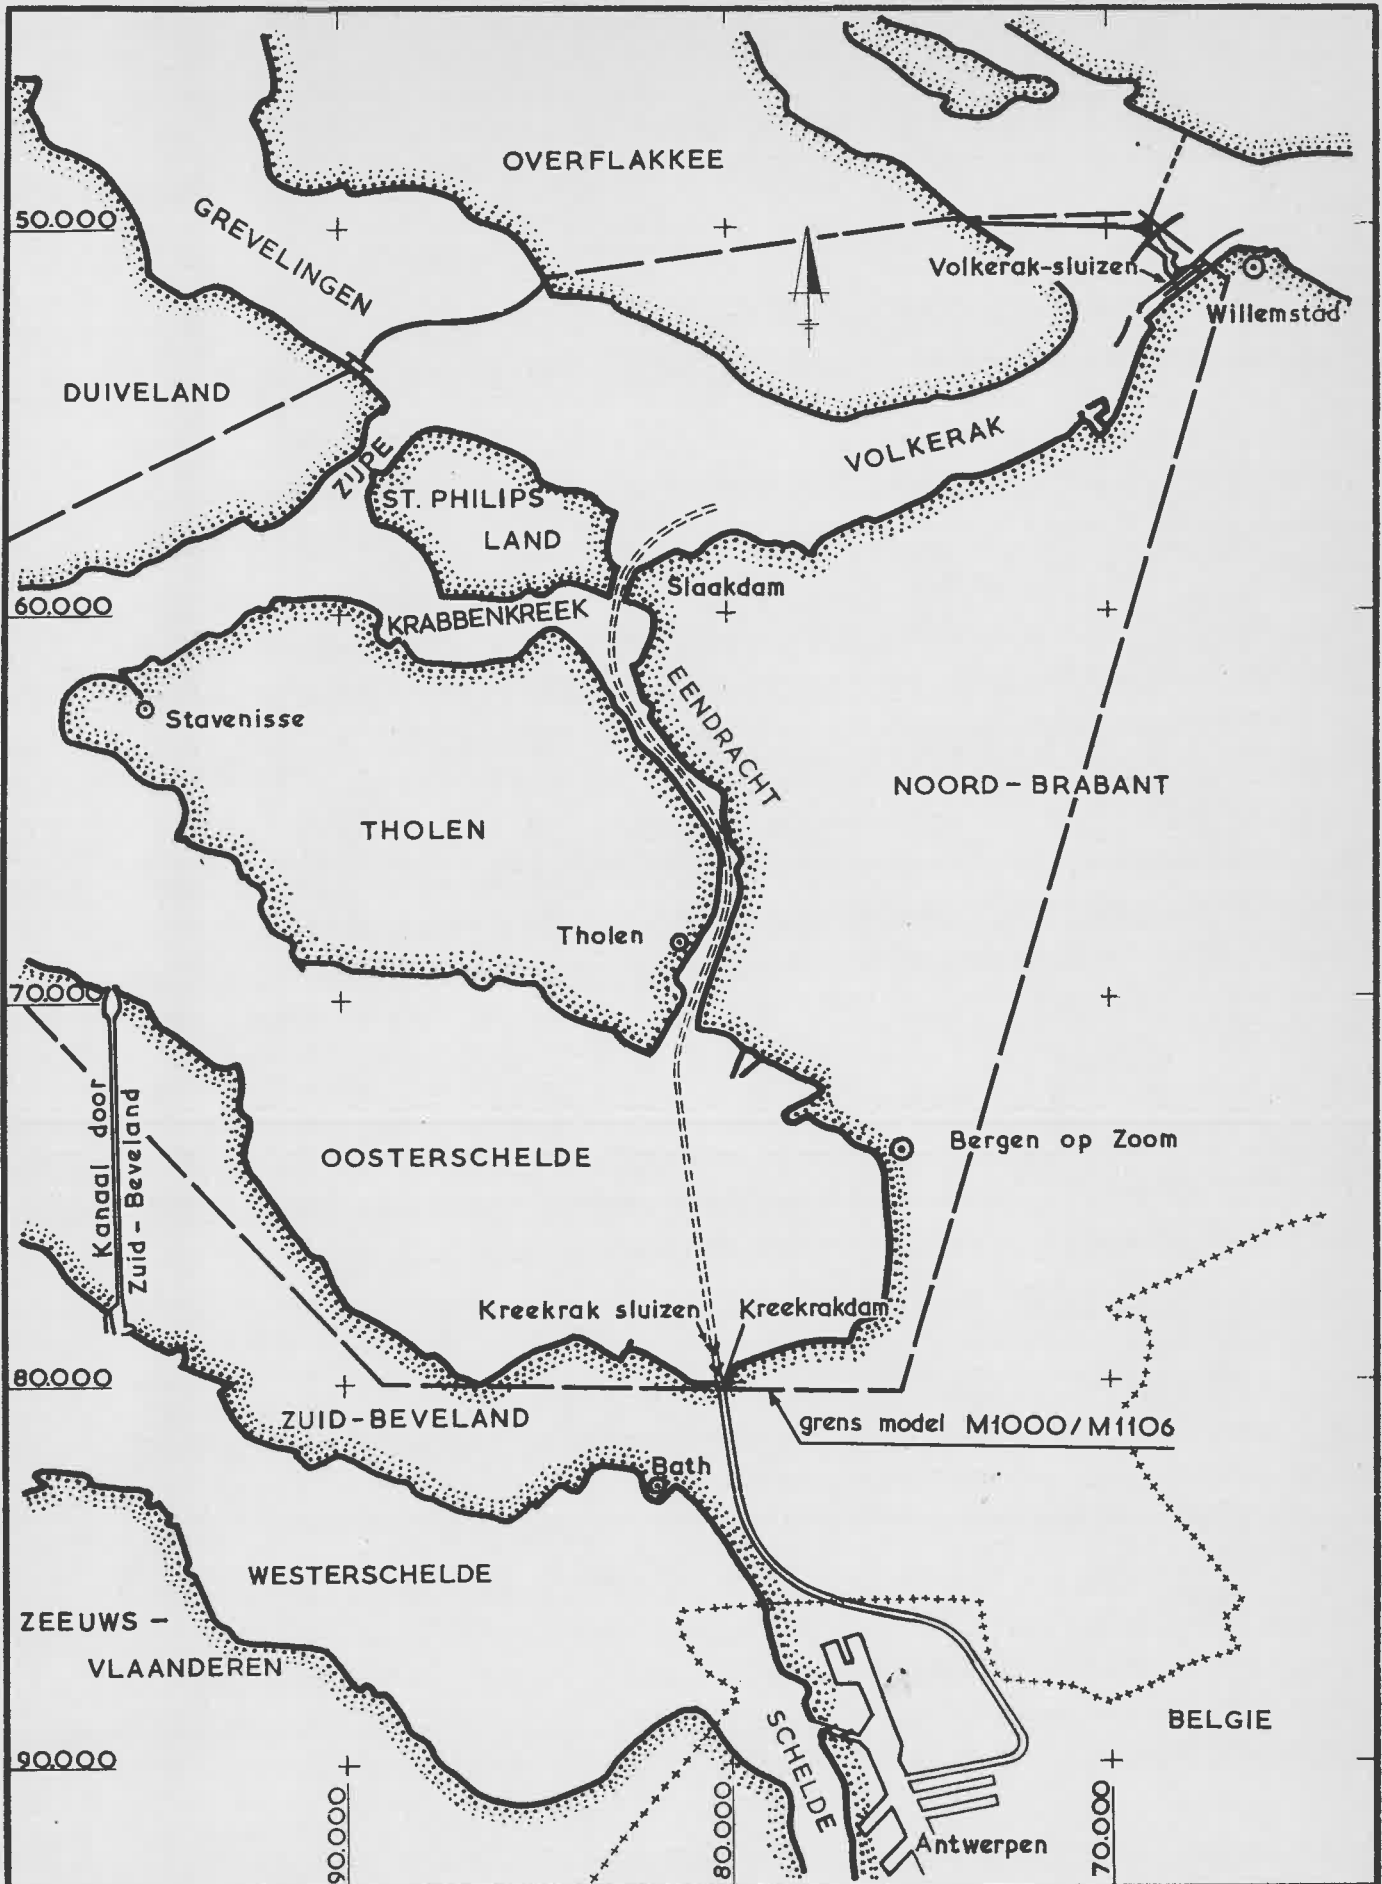 OVERFLAKKEE
GREVELINGEN
50.000
Volkerak-sluizen
Willemstad
DUIVELAND
VOLKERAK
ZIJPE
ST. PHILIPS
LAND
Slaakdam
60.000
KRABBENKREEK
EENDRACHT
Stavenisse
NOORD-BRABANT
THOLEN
Tholen
70.000
Kanaal door
Zuid-Beveland
OOSTERSCHELDE
Bergen op Zoom
Kreekrak sluizen
Kreekrakdam
80.000
ZUID-BEVELAND
grens model M1000/M1106
Bath
WESTERSCHELDE
ZEEUWS-
VLAANDEREN
SCHELDE
BELGIE
90.000
90.000
80.000
70.000
Antwerpen